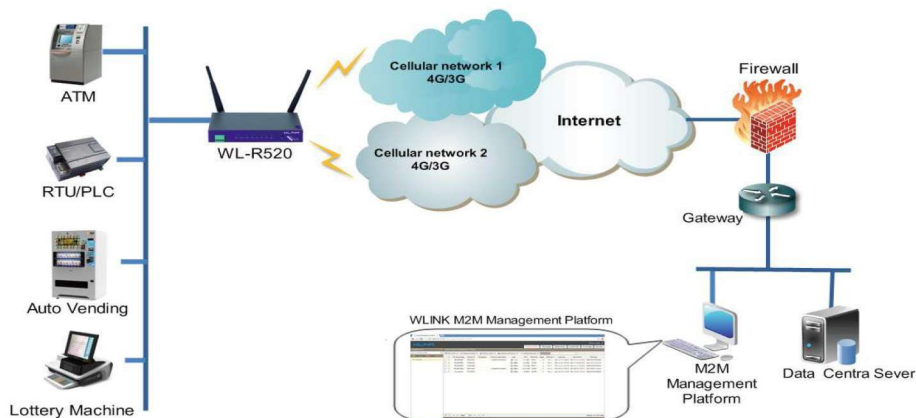 ATM
RTU/PLC
Auto Vending
Lottery Machine
WL-R520
Cellular network 1
4G/3G
Cellular network 2
4G/3G
Internet
Firewall
Gateway
WLINK M2M Management Platform
M2M
Management
Platform
Data Centra Sever